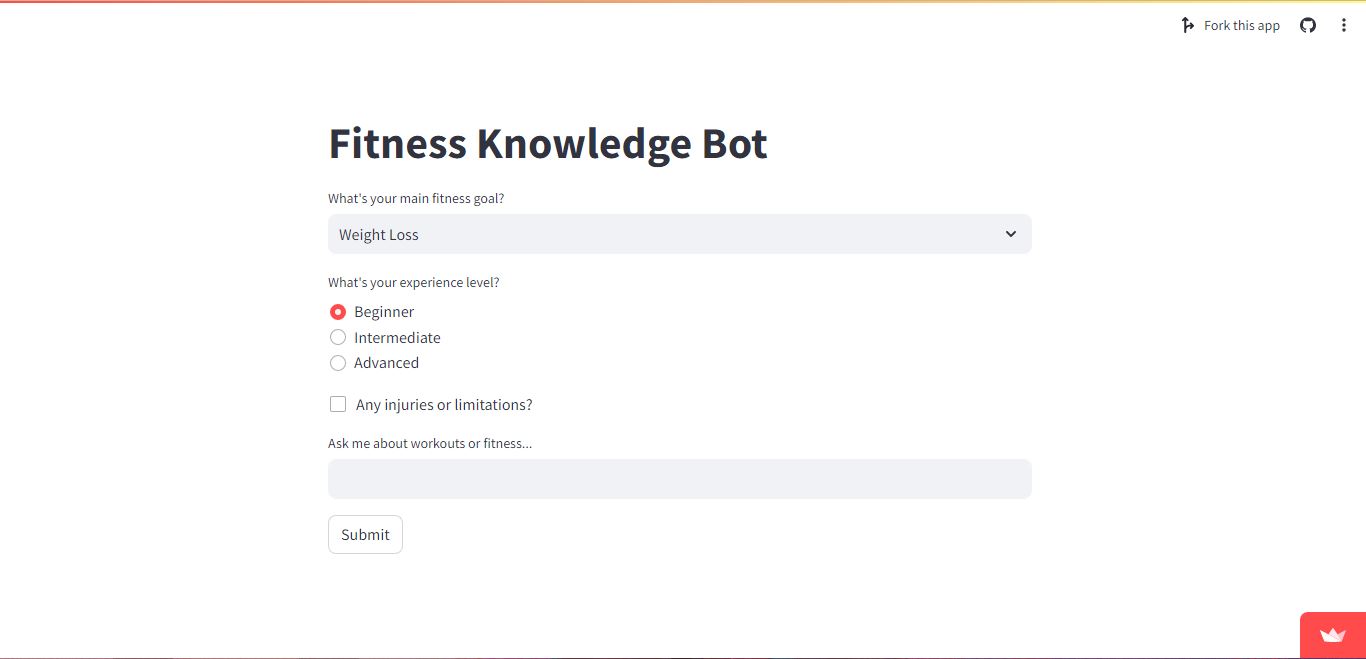 Fork this app
Fitness Knowledge Bot
What's your main fitness goal?
Weight Loss
What's your experience level?
Beginner
Intermediate
Advanced
Any injuries or limitations?
Ask me about workouts or fitness...
Submit